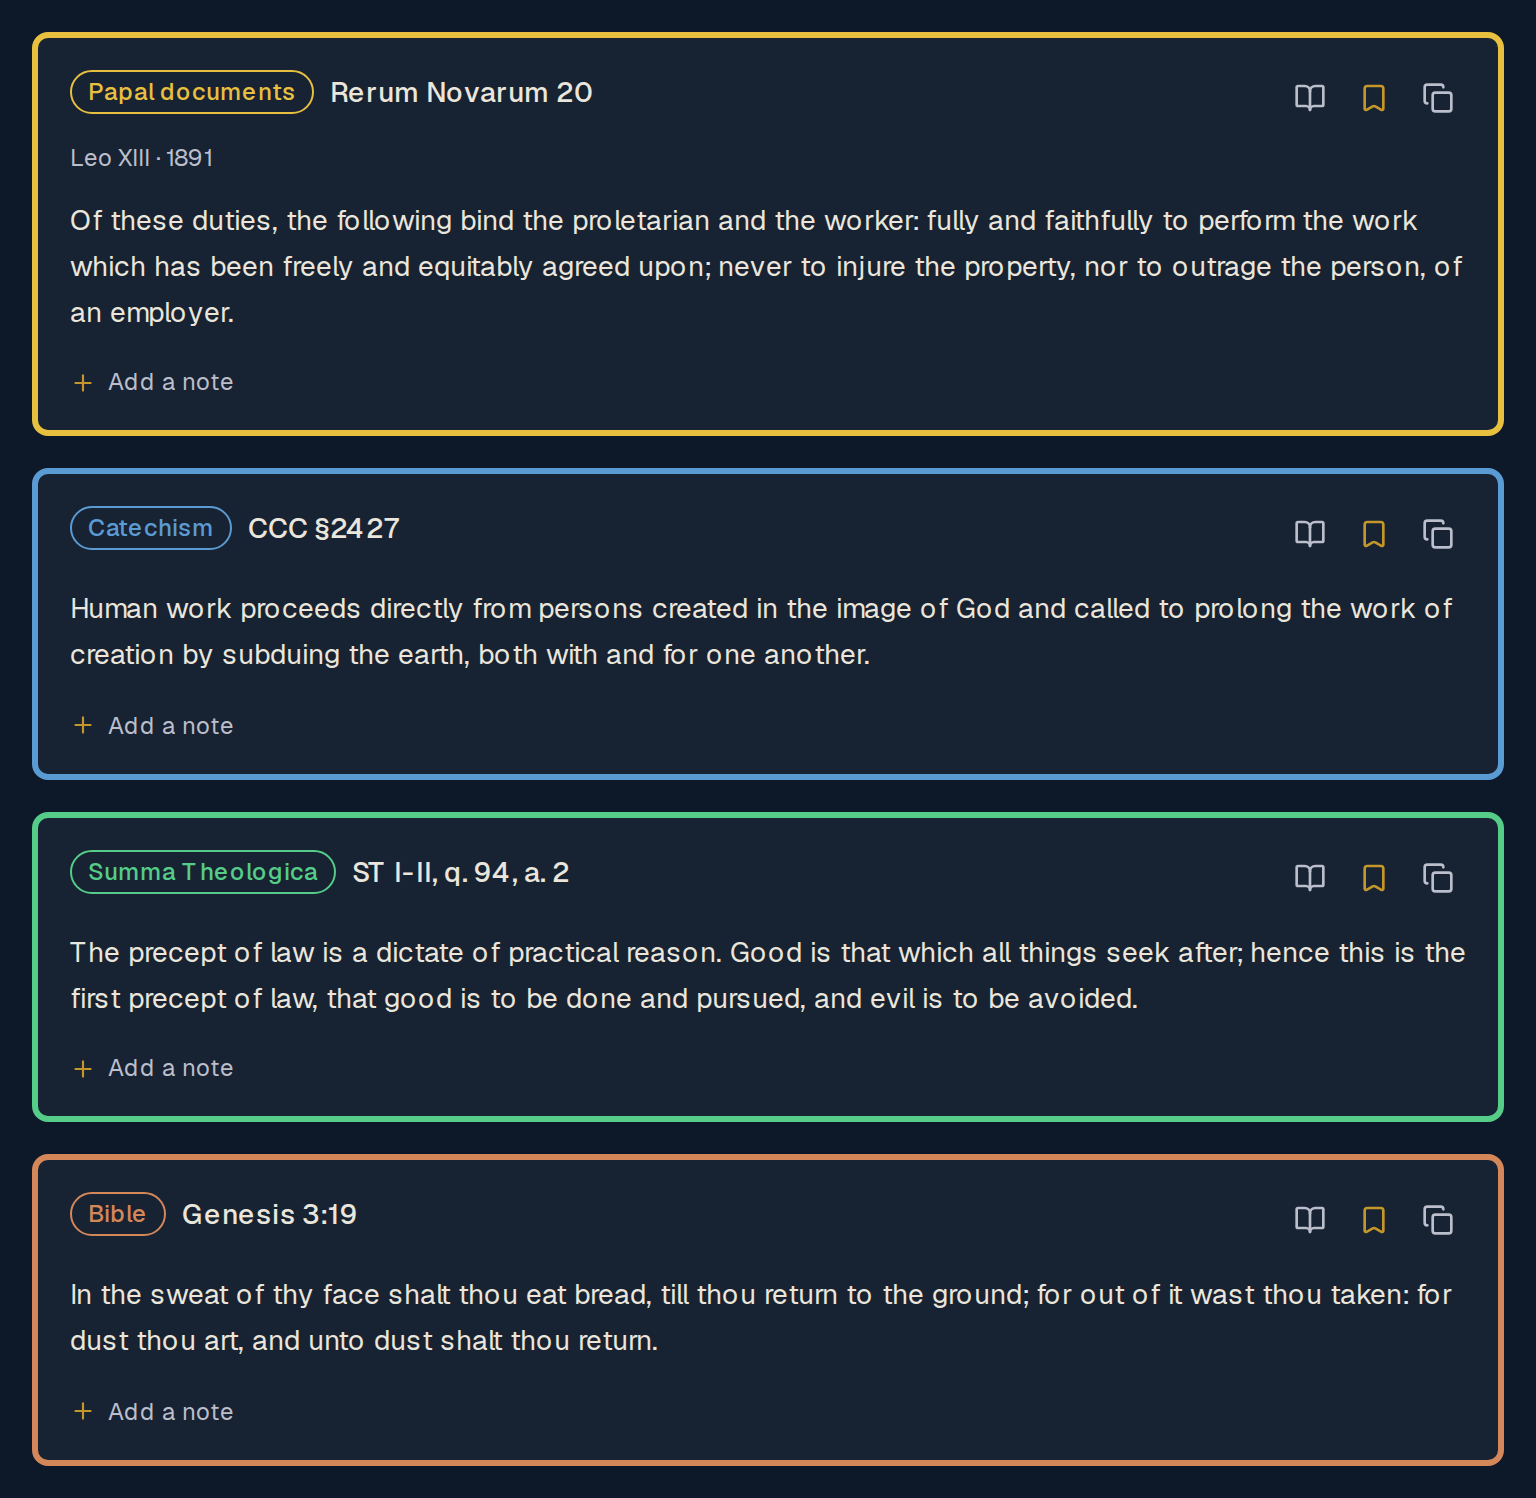 Papal documents Rerum Novarum 20
Leo XIII · 1891
Of these duties, the following bind the proletarian and the worker: fully and faithfully to perform the work
which has been freely and equitably agreed upon; never to injure the property, nor to outrage the person, of
an employer.
+ Add a note
Catechism CCC §2427
Human work proceeds directly from persons created in the image of God and called to prolong the work of
creation by subduing the earth, both with and for one another.
+ Add a note
Summa Theologica ST I-II, q. 94, a. 2
The precept of law is a dictate of practical reason. Good is that which all things seek after; hence this is the
first precept of law, that good is to be done and pursued, and evil is to be avoided.
+ Add a note
Bible Genesis 3:19
In the sweat of thy face shalt thou eat bread, till thou return to the ground; for out of it wast thou taken: for
dust thou art, and unto dust shalt thou return.
+ Add a note